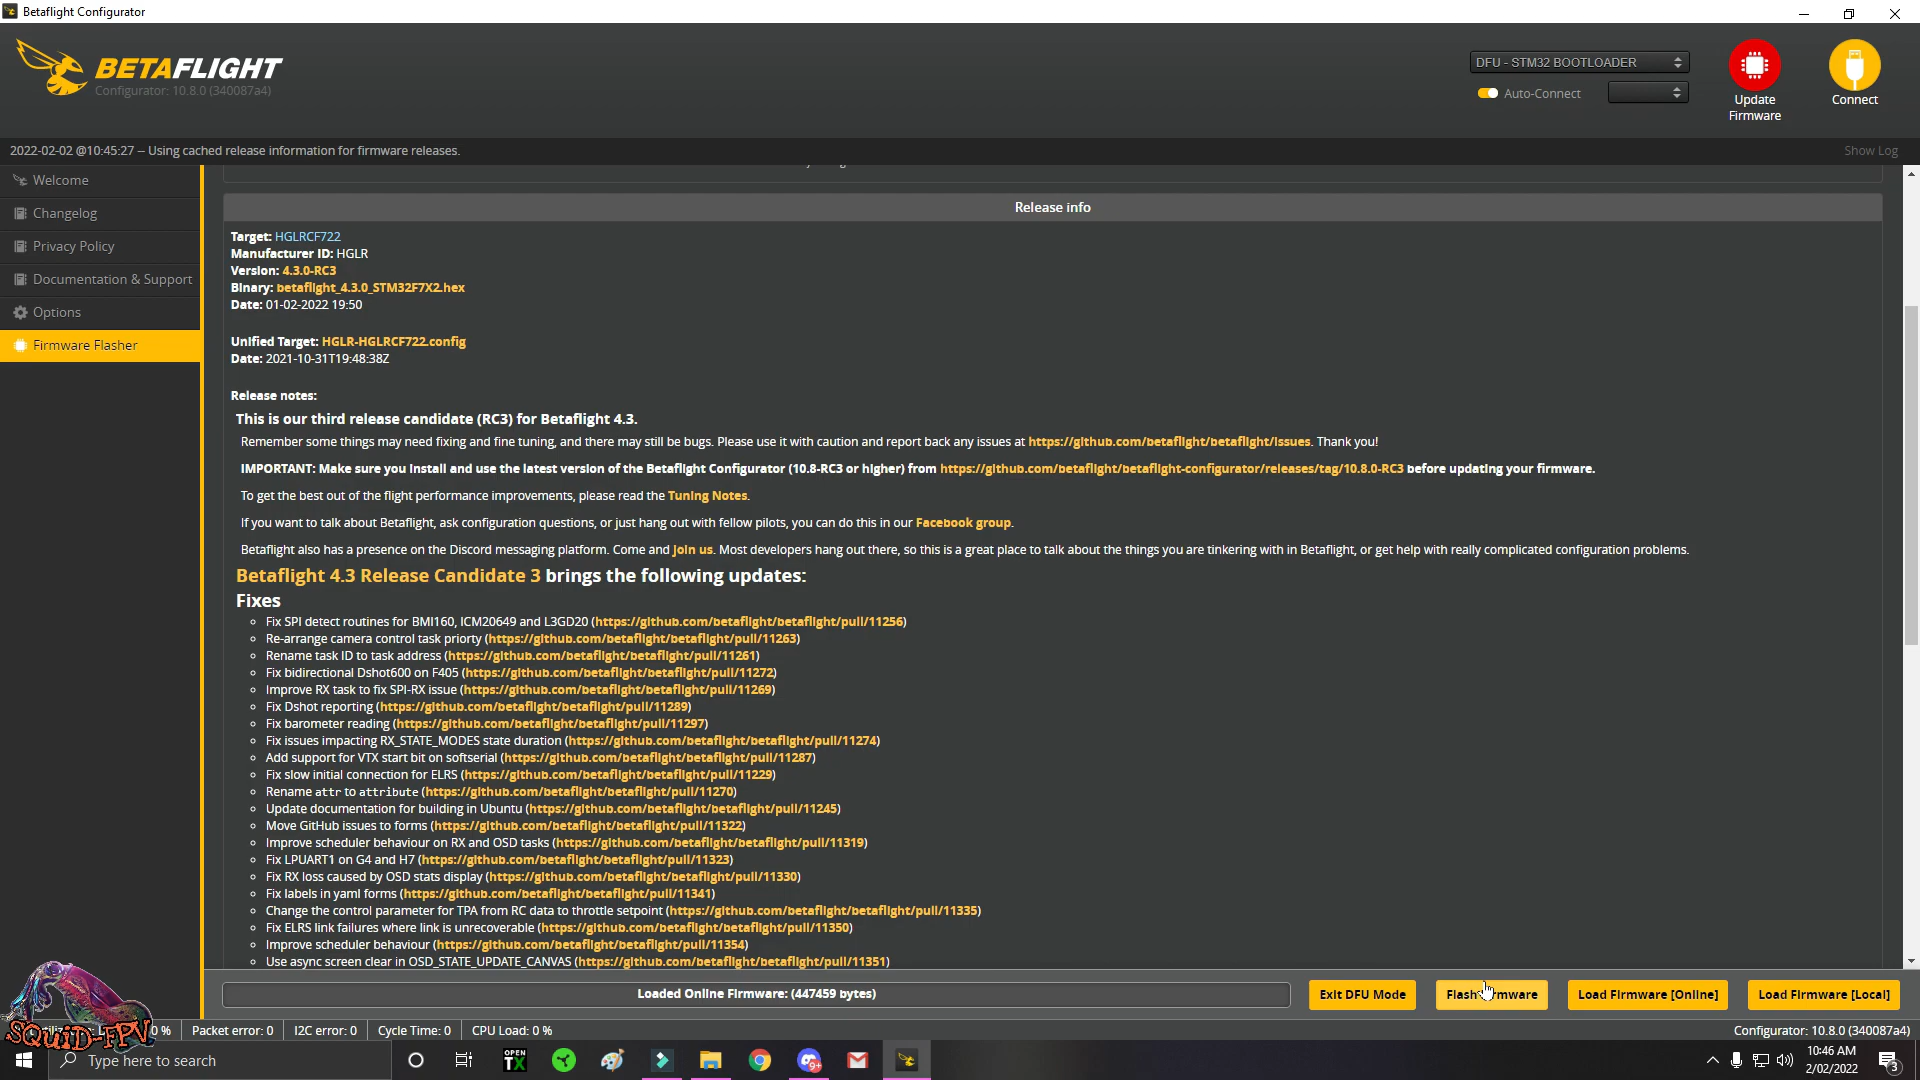 Betaflight Configurator
BETAFLIGHT
Configurator: 10.8.0 (340087a4)
DFU - STM32 BOOTLOADER
Auto-Connect
Update
Firmware
Connect
2022-02-02 @10:45:27 -- Using cached release information for firmware releases.
Show Log
Welcome
Changelog
Privacy Policy
Documentation & Support
Options
Firmware Flasher
Release info
Target: HGLRCF722
Manufacturer ID: HGLR
Version: 4.3.0-RC3
Binary: betaflight_4.3.0_STM32F7X2.hex
Date: 01-02-2022 19:50
Unified Target: HGLR-HGLRCF722.config
Date: 2021-10-31T19:48:38Z
Release notes:
This is our third release candidate (RC3) for Betaflight 4.3.
Remember some things may need fixing and fine tuning, and there may still be bugs. Please use it with caution and report back any issues at https://github.com/betaflight/betaflight/issues. Thank you!
IMPORTANT: Make sure you install and use the latest version of the Betaflight Configurator (10.8-RC3 or higher) from https://github.com/betaflight/betaflight-configurator/releases/tag/10.8.0-RC3 before updating your firmware.
To get the best out of the flight performance improvements, please read the Tuning Notes.
If you want to talk about Betaflight, ask configuration questions, or just hang out with fellow pilots, you can do this in our Facebook group.
Betaflight also has a presence on the Discord messaging platform. Come and join us. Most developers hang out there, so this is a great place to talk about the things you are tinkering with in Betaflight, or get help with really complicated configuration problems.
Betaflight 4.3 Release Candidate 3 brings the following updates:
Fixes
Fix SPI detect routines for BMI160, ICM20649 and L3GD20 (https://github.com/betaflight/betaflight/pull/11256)
Re-arrange camera control task priorty (https://github.com/betaflight/betaflight/pull/11263)
Rename task ID to task address (https://github.com/betaflight/betaflight/pull/11261)
Fix bidirectional Dshot600 on F405 (https://github.com/betaflight/betaflight/pull/11272)
Improve RX task to fix SPI-RX issue (https://github.com/betaflight/betaflight/pull/11269)
Fix Dshot reporting (https://github.com/betaflight/betaflight/pull/11289)
Fix barometer reading (https://github.com/betaflight/betaflight/pull/11297)
Fix issues impacting RX_STATE_MODES state duration (https://github.com/betaflight/betaflight/pull/11274)
Add support for VTX start bit on softserial (https://github.com/betaflight/betaflight/pull/11287)
Fix slow initial connection for ELRS (https://github.com/betaflight/betaflight/pull/11229)
Rename attr to attribute (https://github.com/betaflight/betaflight/pull/11270)
Update documentation for building in Ubuntu (https://github.com/betaflight/betaflight/pull/11245)
Move GitHub issues to forms (https://github.com/betaflight/betaflight/pull/11322)
Improve scheduler behaviour on RX and OSD tasks (https://github.com/betaflight/betaflight/pull/11319)
Fix LPUART1 on G4 and H7 (https://github.com/betaflight/betaflight/pull/11323)
Fix RX loss caused by OSD stats display (https://github.com/betaflight/betaflight/pull/11330)
Fix labels in yaml forms (https://github.com/betaflight/betaflight/pull/11341)
Change the control parameter for TPA from RC data to throttle setpoint (https://github.com/betaflight/betaflight/pull/11335)
Fix ELRS link failures where link is unrecoverable (https://github.com/betaflight/betaflight/pull/11350)
Improve scheduler behaviour (https://github.com/betaflight/betaflight/pull/11354)
Use async screen clear in OSD_STATE_UPDATE_CANVAS (https://github.com/betaflight/betaflight/pull/11351)
Loaded Online Firmware: (447459 bytes)
Exit DFU Mode
Load Firmware [Online]
Load Firmware [Local]
SQUID-FPV
0 %
Packet error: 0
I2C error: 0
Cycle Time: 0
CPU Load: 0 %
Configurator: 10.8.0 (340087a4)
Type here to search
OPEN
TX
9+
10:46 AM
2/02/2022
3